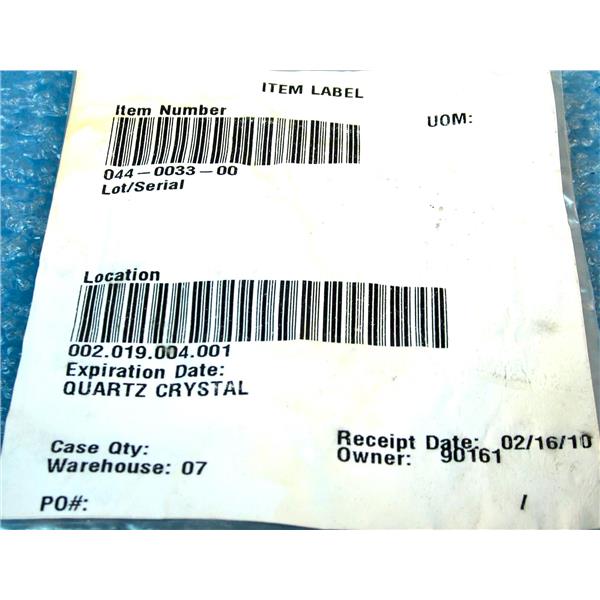 ITEM LABEL
Item Number
UOM:
044-0033-00
Lot/Serial
Location
002.019.004.001
Expiration Date:
QUARTZ CRYSTAL
Case Qty:
Receipt Date: 02/16/10
Warehouse: 07
Owner: 90161
PO#:
/